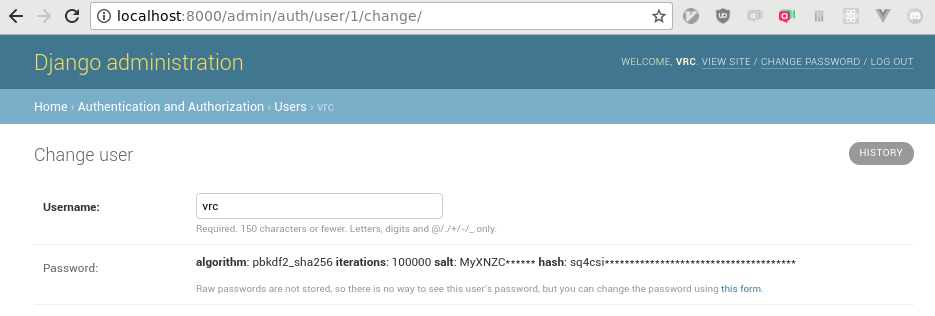 localhost:8000/admin/auth/user/1/change/
Django administration
WELCOME, VRC. VIEW SITE / CHANGE PASSWORD / LOG OUT
Home › Authentication and Authorization › Users › vrc
Change user
HISTORY
Username:
vrc
Required. 150 characters or fewer. Letters, digits and @/./+/-/_ only.
Password:
algorithm: pbkdf2_sha256 iterations: 100000 salt: MyXNZC****** hash: sq4csi**************************************
Raw passwords are not stored, so there is no way to see this user's password, but you can change the password using this form.